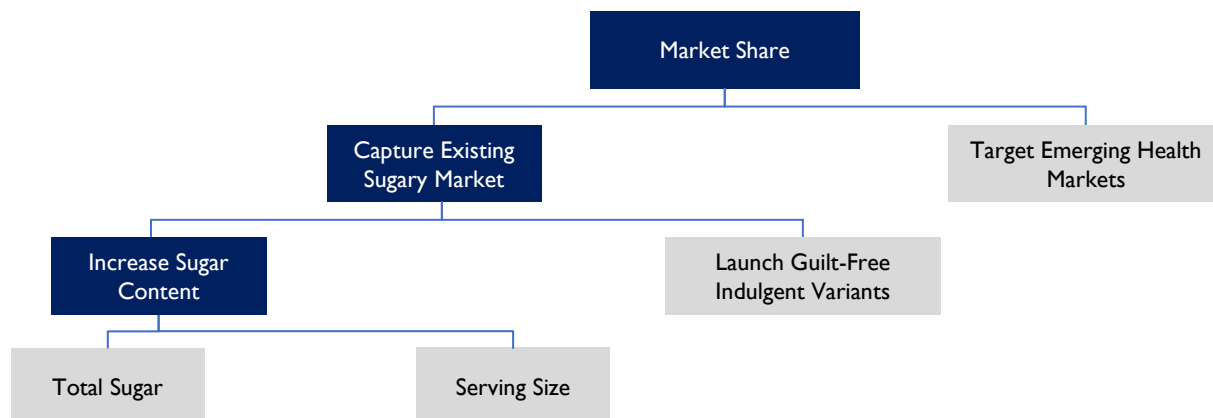 Market Share
Capture Existing
Sugary Market
Target Emerging Health
Markets
Increase Sugar
Content
Launch Guilt-Free
Indulgent Variants
Total Sugar
Serving Size